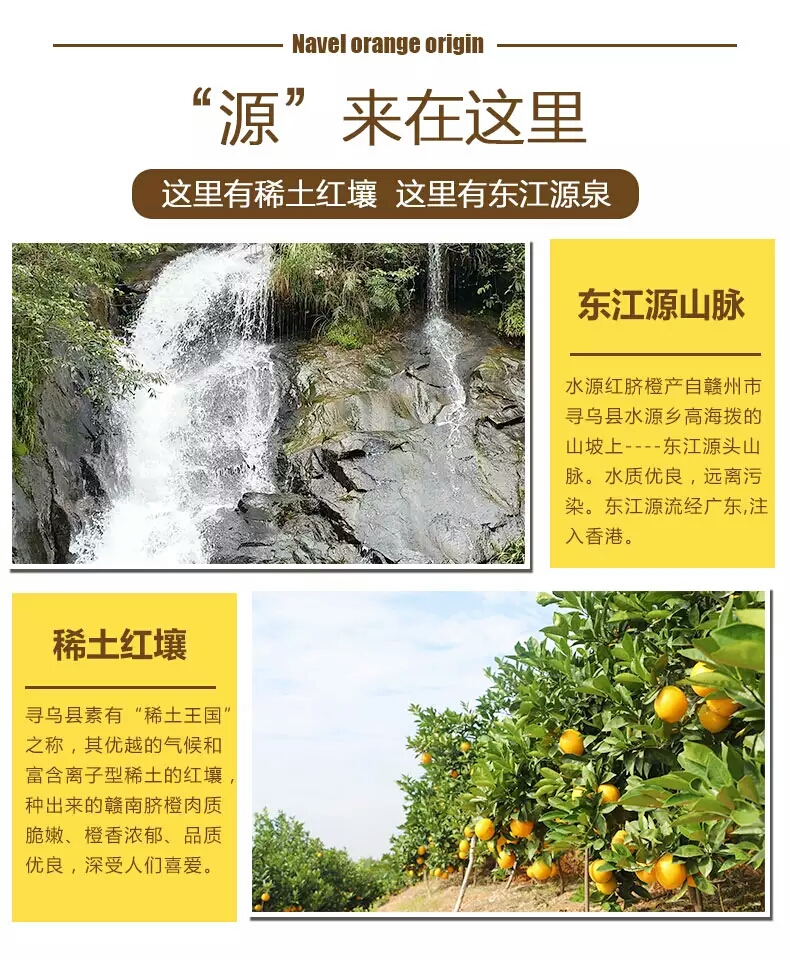 Navel orange origin
“源”来在这里
这里有稀土红壤 这里有东江源泉
东江源山脉
水源红脐橙产自赣州市
寻乌县水源乡高海拨的
山坡上----东江源头山
脉。水质优良，远离污
染。东江源流经广东,注
入香港。
稀土红壤
寻乌县素有“稀土王国”
之称，其优越的气候和
富含离子型稀土的红壤，
种出来的赣南脐橙肉质
脆嫩、橙香浓郁、品质
优良，深受人们喜爱。